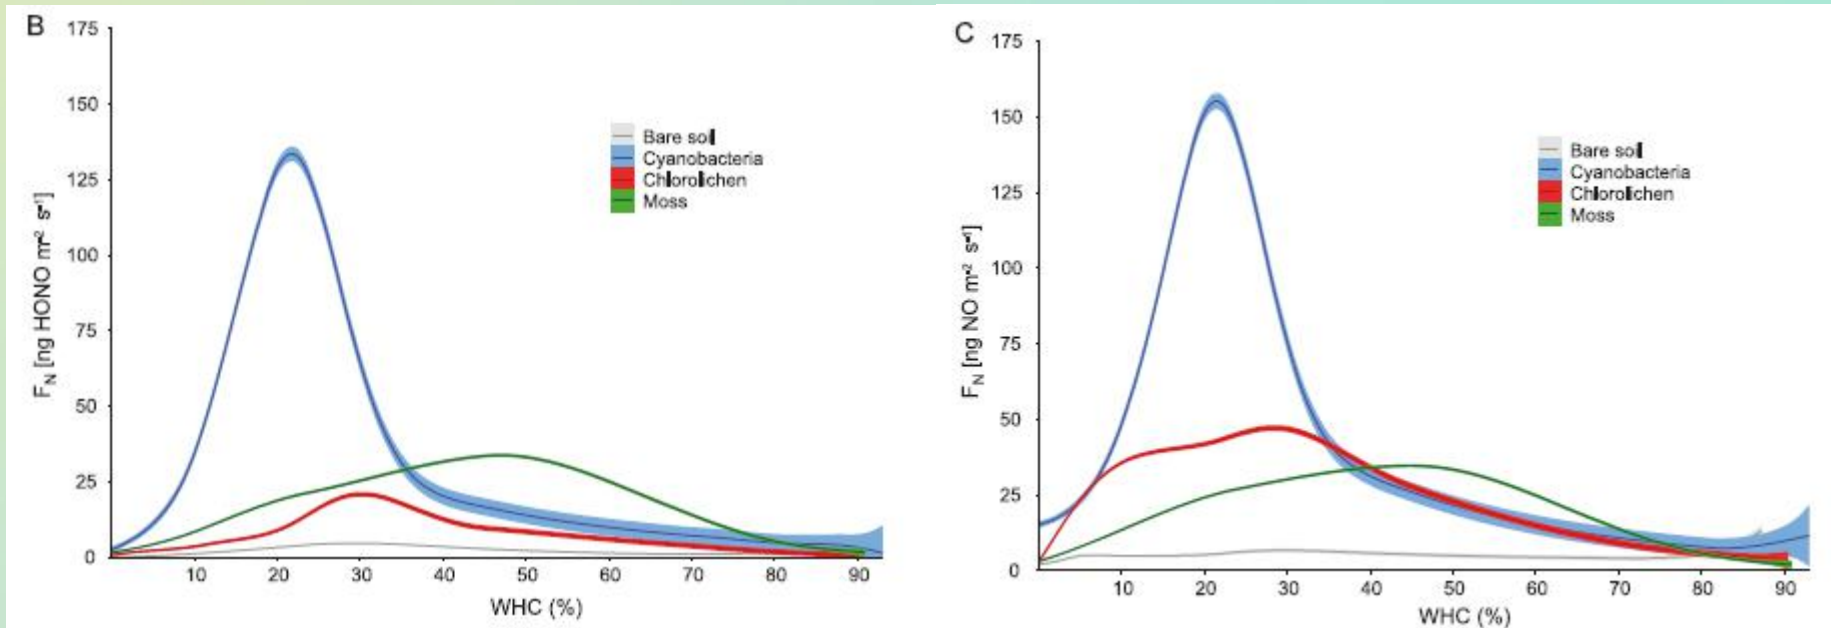 B
175
150
125
100
75
50
25
0
F_N [ng HONO m⁻² s⁻¹]
Bare soil
Cyanobacteria
Chlorolichen
Moss
10 20 30 40 50 60 70 80 90
WHC (%)
C
175
150
125
100
75
50
25
0
F_N [ng NO m⁻² s⁻¹]
Bare soil
Cyanobacteria
Chlorolichen
Moss
10 20 30 40 50 60 70 80 90
WHC (%)